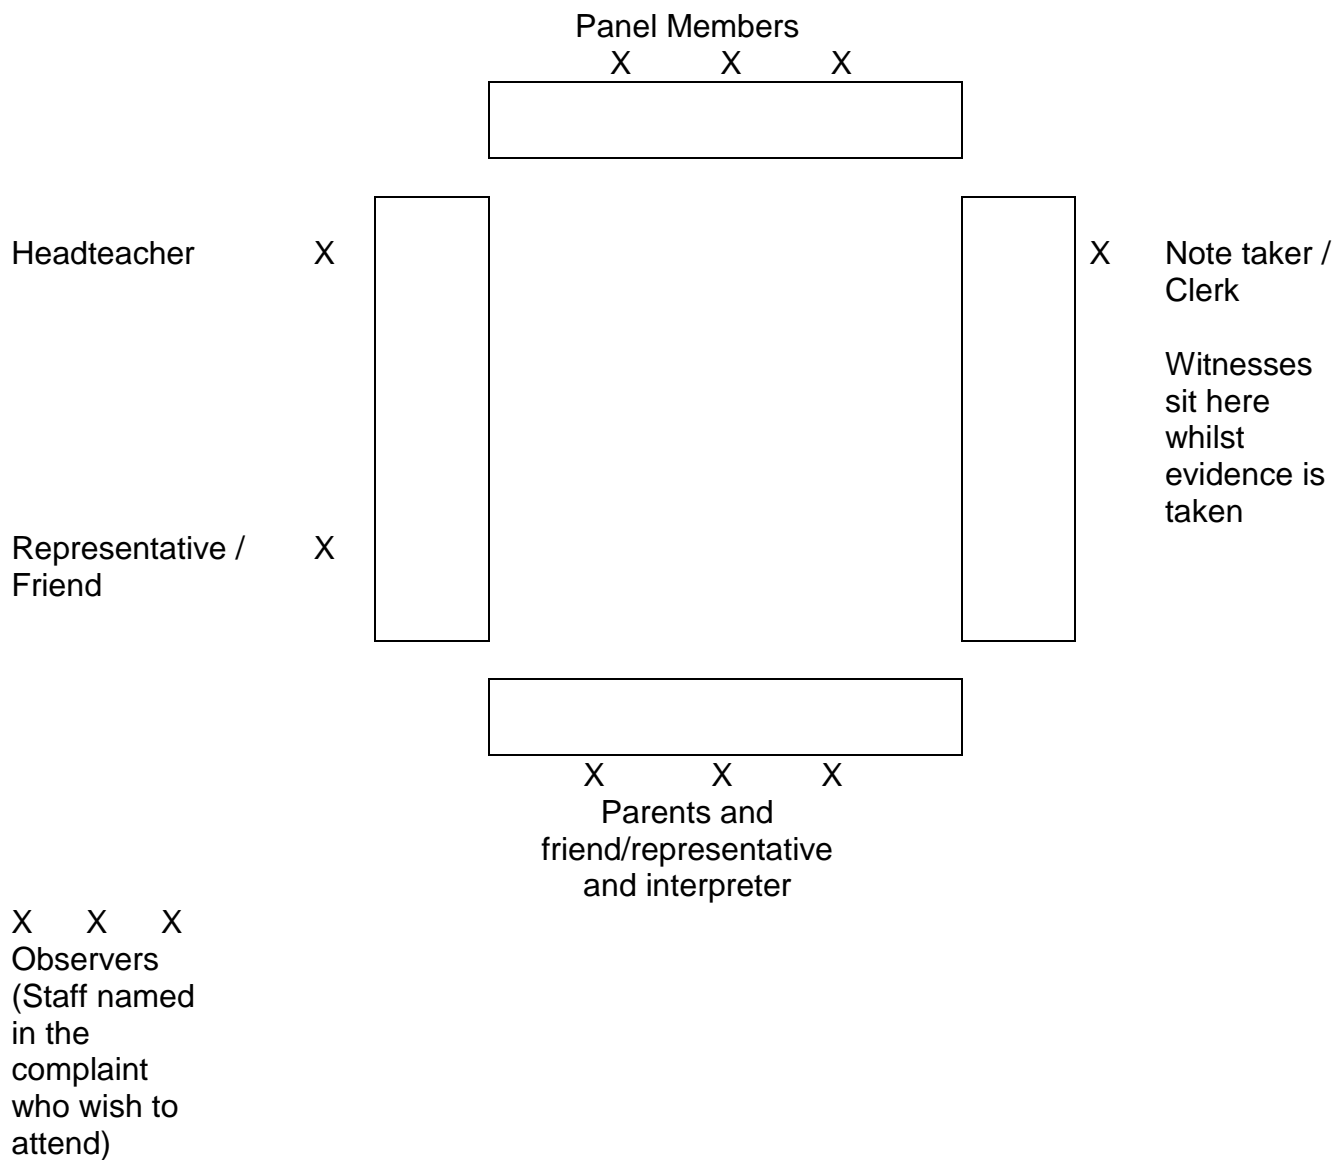 Panel Members
X X X
Headteacher X
X Note taker /
Clerk
Witnesses
sit here
whilst
evidence is
taken
Representative / X
Friend
X X X
Parents and
friend/representative
and interpreter
X X X
Observers
(Staff named
in the
complaint
who wish to
attend)